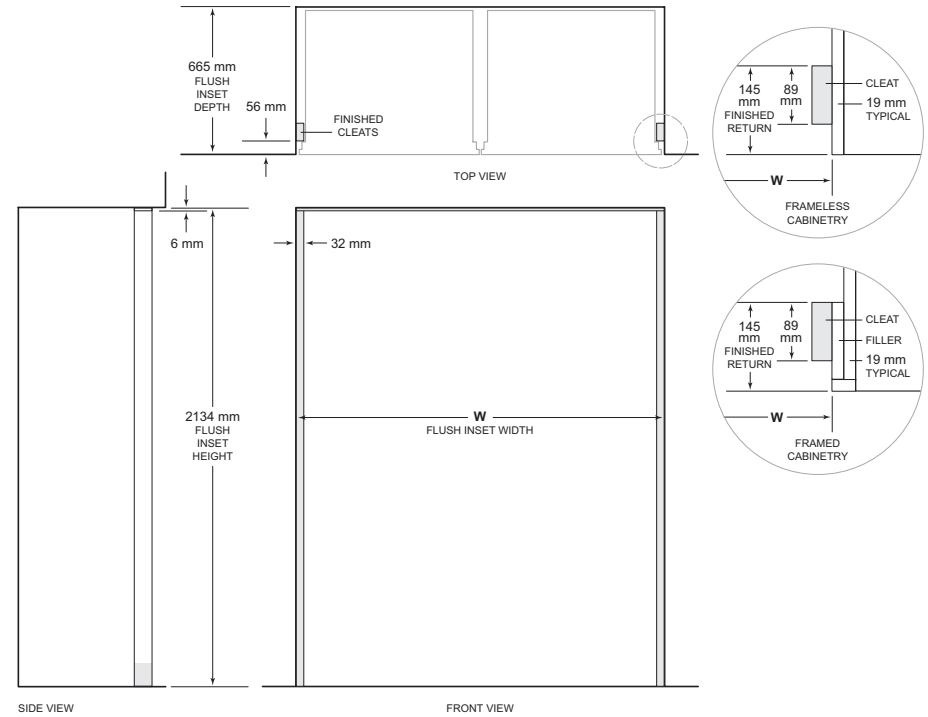 665 mm
FLUSH
INSET
DEPTH
56 mm
FINISHED
CLEATS
TOP VIEW
145
mm
FINISHED
RETURN
89
mm
CLEAT
19 mm
TYPICAL
W
FRAMELESS
CABINETRY
6 mm
32 mm
2134 mm
FLUSH
INSET
HEIGHT
W
FLUSH INSET WIDTH
145
mm
FINISHED
RETURN
89
mm
CLEAT
FILLER
19 mm
TYPICAL
W
FRAMED
CABINETRY
SIDE VIEW
FRONT VIEW